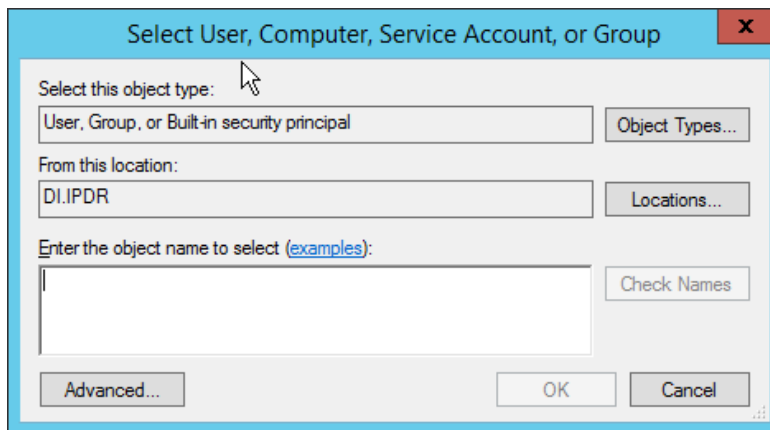 Select User, Computer, Service Account, or Group
x
Select this object type:
User, Group, or Built-in security principal
Object Types...
From this location:
DI.IPDR
Locations...
Enter the object name to select (examples):
Check Names
Advanced...
OK
Cancel